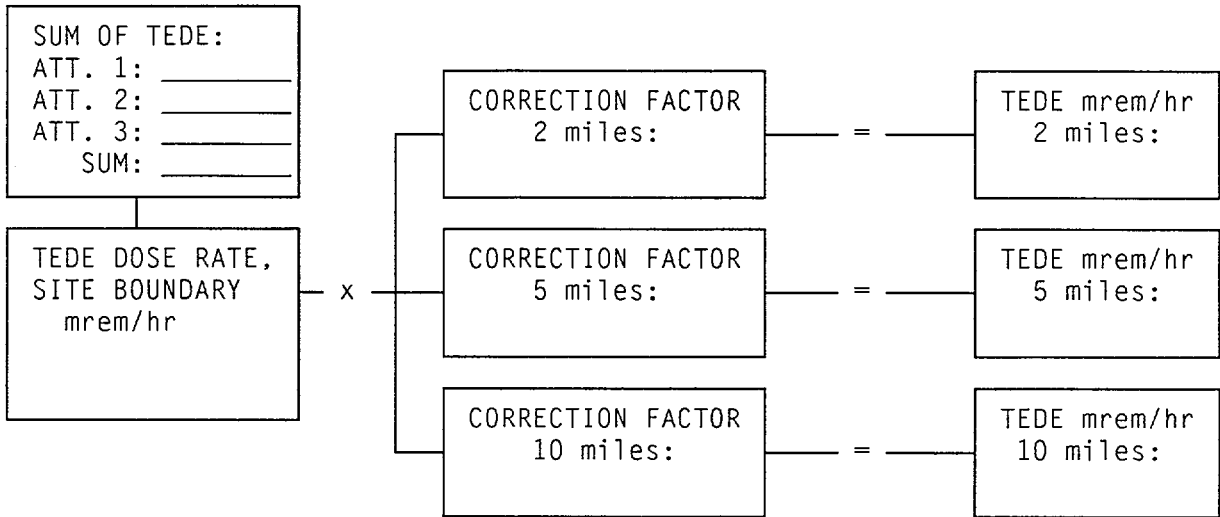 SUM OF TEDE:
ATT. 1:
ATT. 2:
ATT. 3:
SUM:
TEDE DOSE RATE,
SITE BOUNDARY
mrem/hr
x
CORRECTION FACTOR
2 miles:
=
TEDE mrem/hr
2 miles:
CORRECTION FACTOR
5 miles:
=
TEDE mrem/hr
5 miles:
CORRECTION FACTOR
10 miles:
=
TEDE mrem/hr
10 miles: